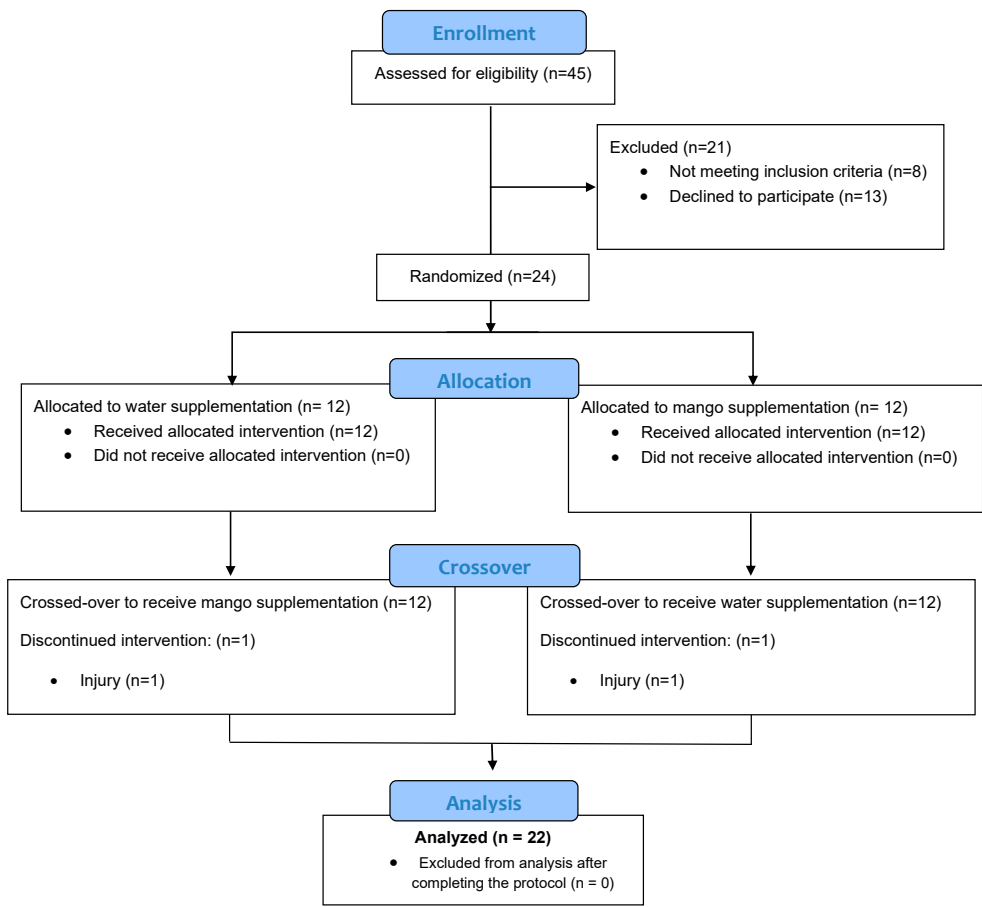 Enrollment
Assessed for eligibility (n=45)
Excluded (n=21)
• Not meeting inclusion criteria (n=8)
• Declined to participate (n=13)
Randomized (n=24)
Allocation
Allocated to water supplementation (n= 12)
• Received allocated intervention (n=12)
• Did not receive allocated intervention (n=0)
Allocated to mango supplementation (n= 12)
• Received allocated intervention (n=12)
• Did not receive allocated intervention (n=0)
Crossover
Crossed-over to receive mango supplementation (n=12)
Discontinued intervention: (n=1)
• Injury (n=1)
Crossed-over to receive water supplementation (n=12)
Discontinued intervention: (n=1)
• Injury (n=1)
Analysis
Analyzed (n = 22)
• Excluded from analysis after
completing the protocol (n = 0)